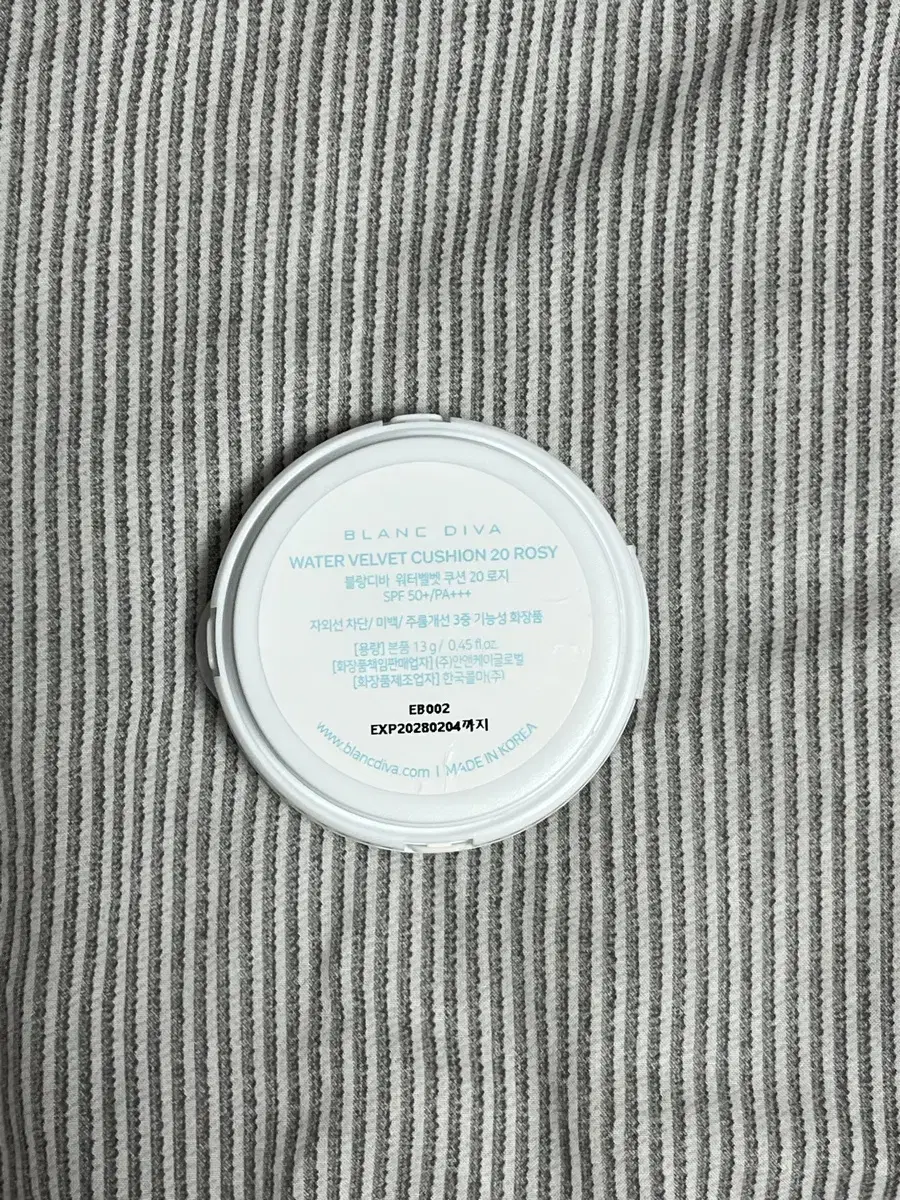 BLANC DIVA
WATER VELVET CUSHION 20 ROSY
블랑디바 워터벨벳 쿠션 20 로지
SPF 50+/PA+++
자외선 차단/ 미백/ 주름개선 3중 기능성 화장품
[용량] 본품 13 g / 0.45 fl.oz.
[화장품책임판매업자] (주)안앤케이글로벌
[화장품제조업자] 한국콜마(주)
EB002
EXP20280204까지
www.blancdiva.com | MADE IN KOREA